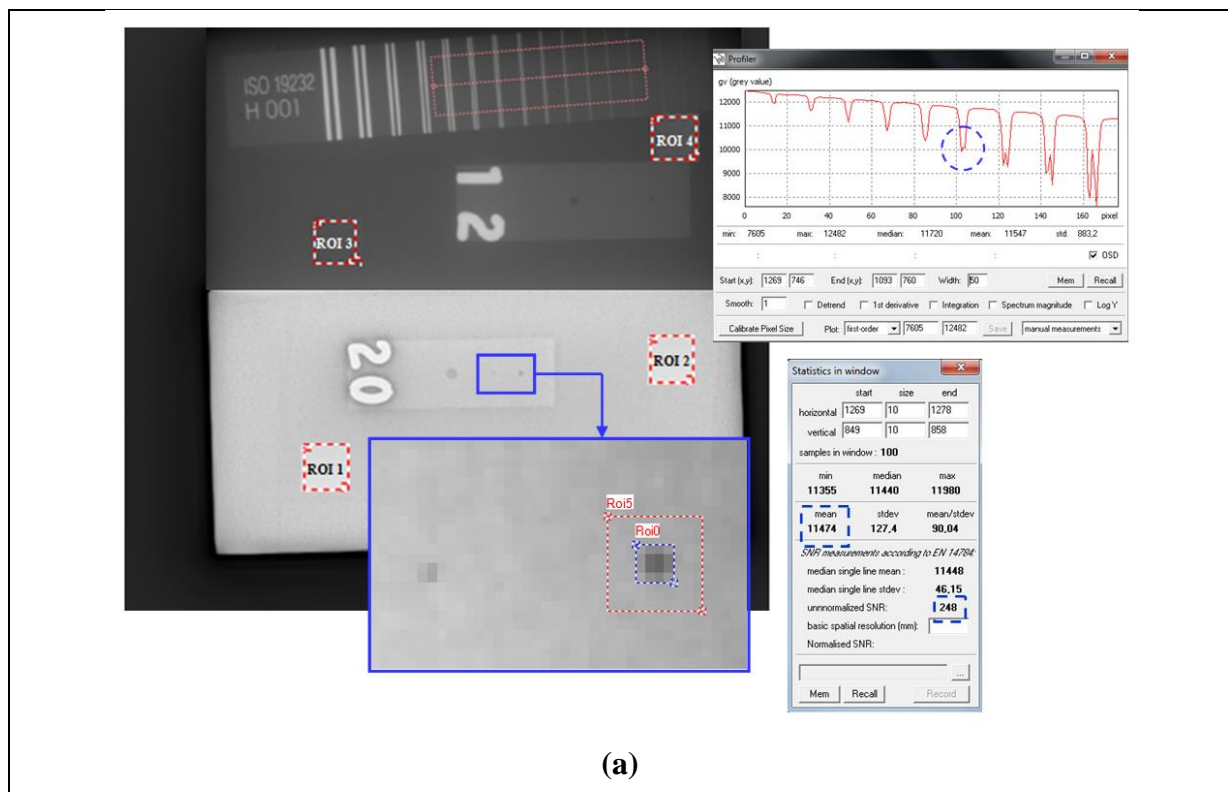 ISO 19232
H 001
ROI 4
12
ROI 3
20
ROI 2
ROI 1
Roi5
Roi0
Profiler
gv (grey value)
12000
11000
10000
9000
8000
0 20 40 60 80 100 120 140 160 pixel
min: 7605 max: 12482 median: 11720 mean: 11547 std: 883,2
: : : : OSD
Start (x,y): 1269 746 End (x,y): 1093 760 Width: 50 Mem Recall
Smooth: 1 Detrend 1st derivative Integration Spectrum magnitude Log Y
Calibrate Pixel Size Plot: first-order 7605 12482 Save manual measurements
Statistics in window
start size end
horizontal 1269 10 1278
vertical 849 10 858
samples in window : 100
min median max
11355 11440 11980
mean stdev mean/stdev
11474 127,4 90,04
SNR measurements according to EN 14784:
median single line mean : 11448
median single line stdev : 46,15
unnnormalized SNR: 248
basic spatial resolution (mm):
Normalised SNR:
...
Mem Recall Record
(a)